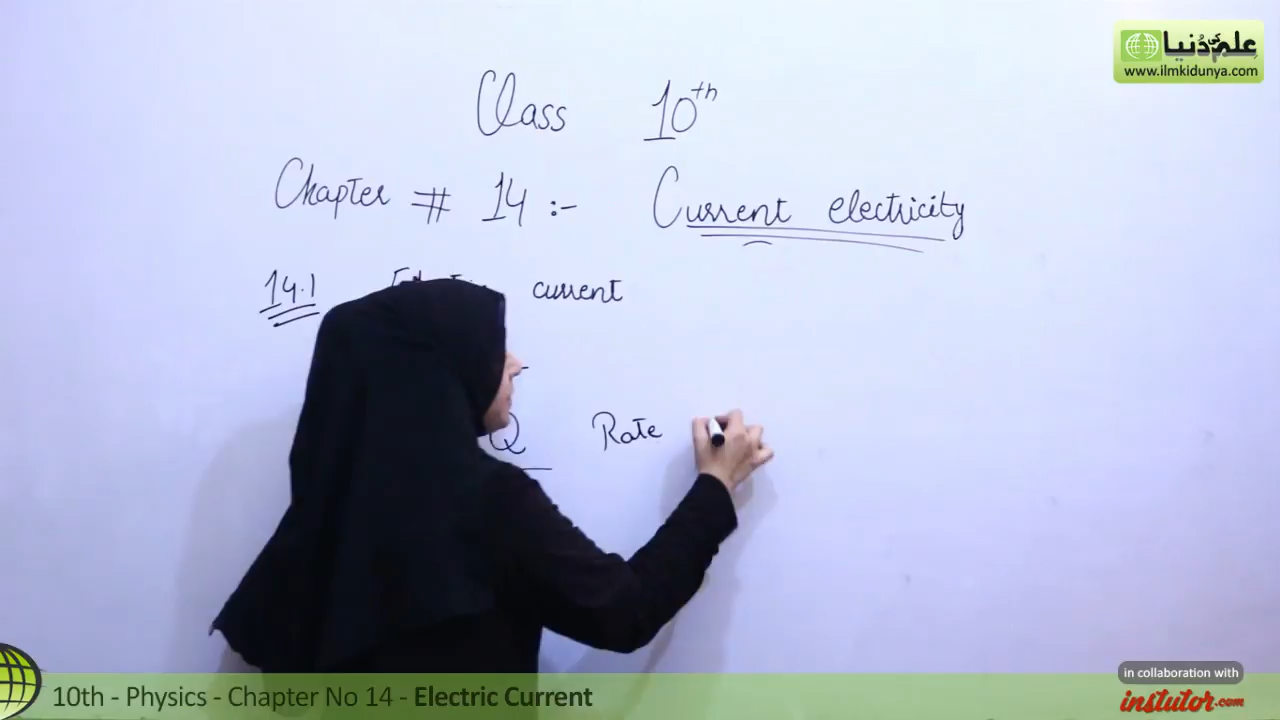 علم کی دُنیا
www.ilmkidunya.com
Class 10th
Chapter # 14 :- Current electricity
14.1 current
Q Rate
in collaboration with
instutor.com
10th - Physics - Chapter No 14 - Electric Current